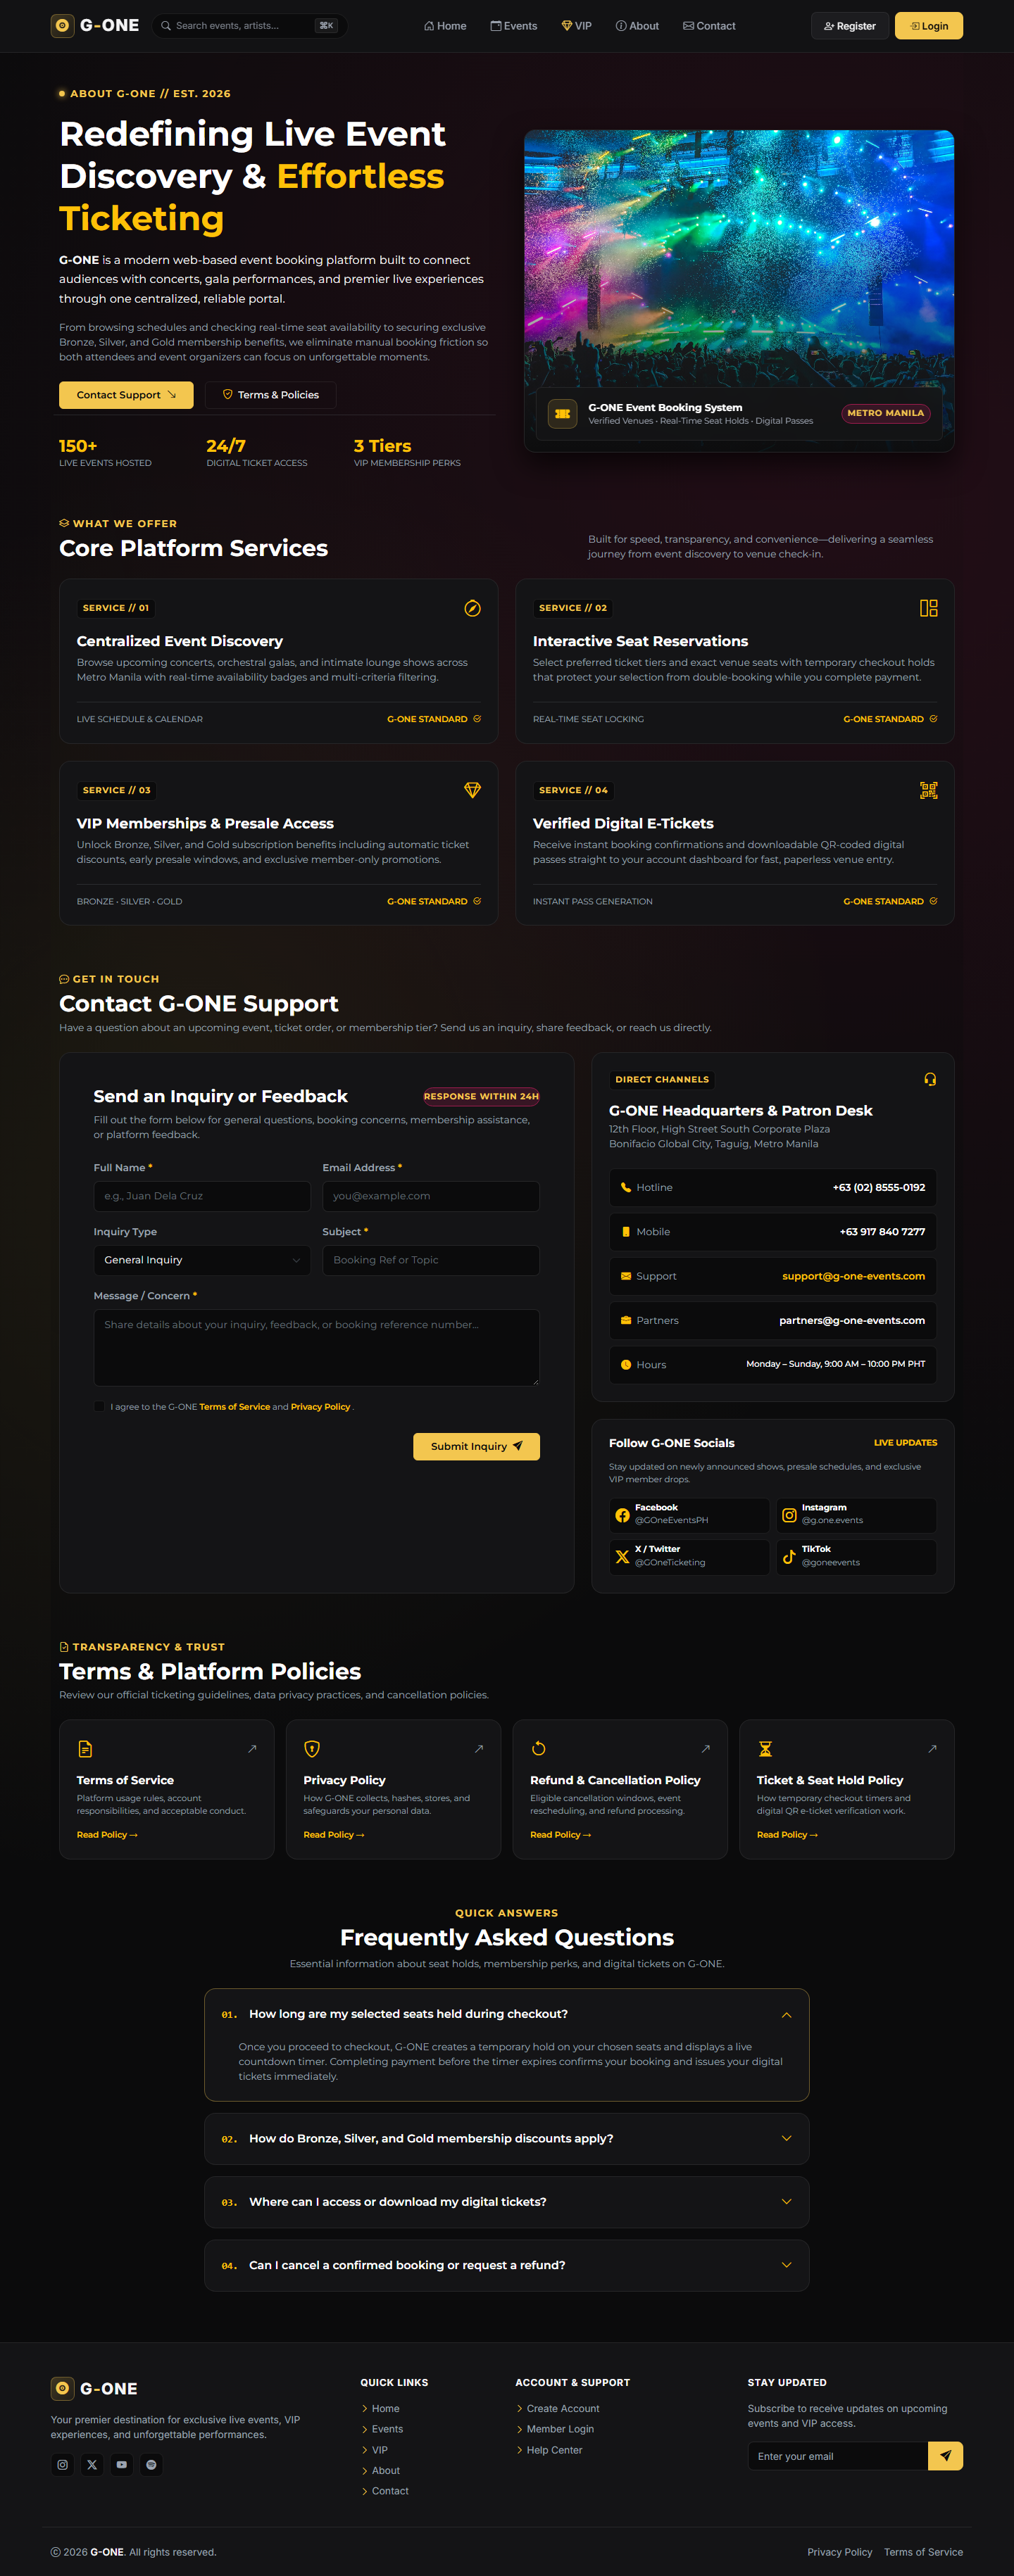 G-ONE
Search events, artists...
⌘K
Home
Events
VIP
About
Contact
Register
Login
ABOUT G-ONE // EST. 2026
Redefining Live Event
Discovery & Effortless
Ticketing
G-ONE is a modern web-based event booking platform built to connect
audiences with concerts, gala performances, and premier live experiences
through one centralized, reliable portal.
From browsing schedules and checking real-time seat availability to securing exclusive
Bronze, Silver, and Gold membership benefits, we eliminate manual booking friction so
both attendees and event organizers can focus on unforgettable moments.
Contact Support
Terms & Policies
150+
LIVE EVENTS HOSTED
24/7
DIGITAL TICKET ACCESS
3 Tiers
VIP MEMBERSHIP PERKS
G-ONE Event Booking System
Verified Venues • Real-Time Seat Holds • Digital Passes
METRO MANILA
WHAT WE OFFER
Core Platform Services
Built for speed, transparency, and convenience—delivering a seamless
journey from event discovery to venue check-in.
SERVICE // 01
Centralized Event Discovery
Browse upcoming concerts, orchestral galas, and intimate lounge shows across
Metro Manila with real-time availability badges and multi-criteria filtering.
LIVE SCHEDULE & CALENDAR
G-ONE STANDARD
SERVICE // 02
Interactive Seat Reservations
Select preferred ticket tiers and exact venue seats with temporary checkout holds
that protect your selection from double-booking while you complete payment.
REAL-TIME SEAT LOCKING
G-ONE STANDARD
SERVICE // 03
VIP Memberships & Presale Access
Unlock Bronze, Silver, and Gold subscription benefits including automatic ticket
discounts, early presale windows, and exclusive member-only promotions.
BRONZE • SILVER • GOLD
G-ONE STANDARD
SERVICE // 04
Verified Digital E-Tickets
Receive instant booking confirmations and downloadable QR-coded digital
passes straight to your account dashboard for fast, paperless venue entry.
INSTANT PASS GENERATION
G-ONE STANDARD
GET IN TOUCH
Contact G-ONE Support
Have a question about an upcoming event, ticket order, or membership tier? Send us an inquiry, share feedback, or reach us directly.
Send an Inquiry or Feedback
RESPONSE WITHIN 24H
Fill out the form below for general questions, booking concerns, membership assistance,
or platform feedback.
Full Name *
Email Address *
e.g., Juan Dela Cruz
you@example.com
Inquiry Type
Subject *
General Inquiry
Booking Ref or Topic
Message / Concern *
Share details about your inquiry, feedback, or booking reference number...
I agree to the G-ONE Terms of Service and Privacy Policy .
Submit Inquiry
DIRECT CHANNELS
G-ONE Headquarters & Patron Desk
12th Floor, High Street South Corporate Plaza
Bonifacio Global City, Taguig, Metro Manila
Hotline
+63 (02) 8555-0192
Mobile
+63 917 840 7277
Support
support@g-one-events.com
Partners
partners@g-one-events.com
Hours
Monday – Sunday, 9:00 AM – 10:00 PM PHT
Follow G-ONE Socials
LIVE UPDATES
Stay updated on newly announced shows, presale schedules, and exclusive
VIP member drops.
Facebook
@GOneEventsPH
Instagram
@g.one.events
X / Twitter
@GOneTicketing
TikTok
@goneevents
TRANSPARENCY & TRUST
Terms & Platform Policies
Review our official ticketing guidelines, data privacy practices, and cancellation policies.
Terms of Service
Platform usage rules, account
responsibilities, and acceptable conduct.
Read Policy →
Privacy Policy
How G-ONE collects, hashes, stores, and
safeguards your personal data.
Read Policy →
Refund & Cancellation Policy
Eligible cancellation windows, event
rescheduling, and refund processing.
Read Policy →
Ticket & Seat Hold Policy
How temporary checkout timers and
digital QR e-ticket verification work.
Read Policy →
QUICK ANSWERS
Frequently Asked Questions
Essential information about seat holds, membership perks, and digital tickets on G-ONE.
01. How long are my selected seats held during checkout?
Once you proceed to checkout, G-ONE creates a temporary hold on your chosen seats and displays a live
countdown timer. Completing payment before the timer expires confirms your booking and issues your digital
tickets immediately.
02. How do Bronze, Silver, and Gold membership discounts apply?
03. Where can I access or download my digital tickets?
04. Can I cancel a confirmed booking or request a refund?
G-ONE
Your premier destination for exclusive live events, VIP
experiences, and unforgettable performances.
QUICK LINKS
Home
Events
VIP
About
Contact
ACCOUNT & SUPPORT
Create Account
Member Login
Help Center
STAY UPDATED
Subscribe to receive updates on upcoming
events and VIP access.
Enter your email
© 2026 G-ONE. All rights reserved.
Privacy Policy
Terms of Service